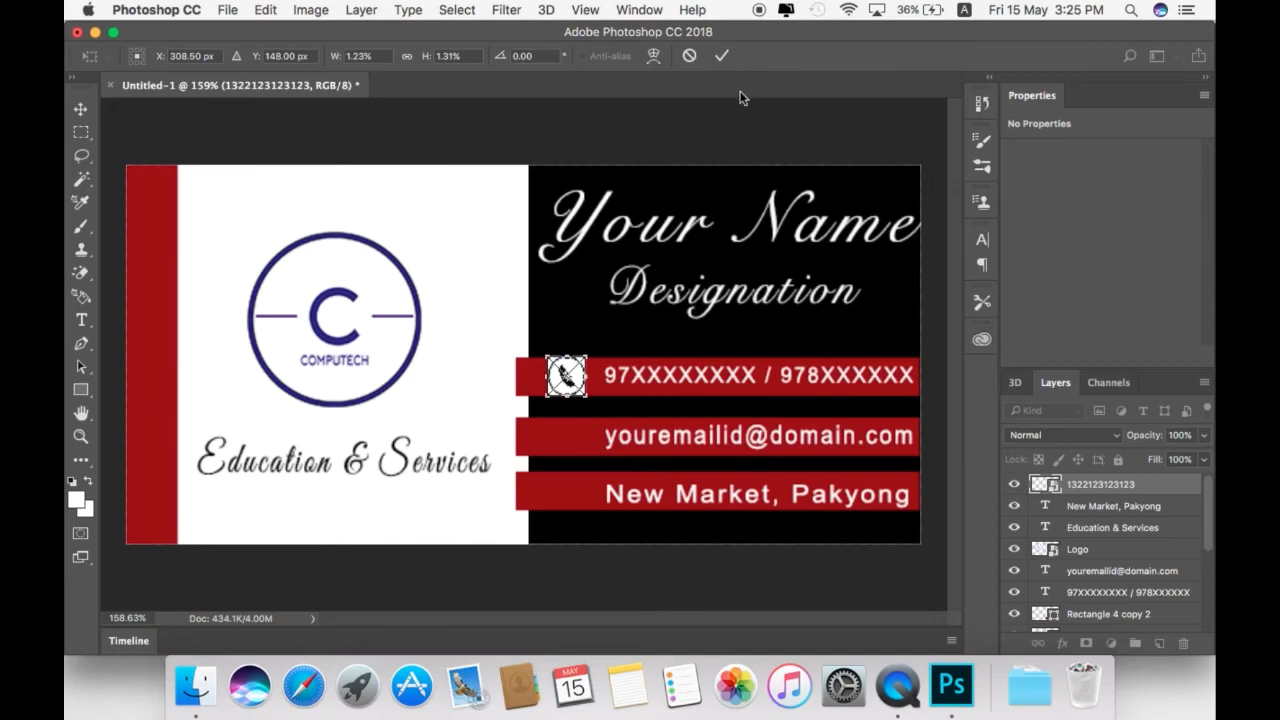 Photoshop CC File Edit Image Layer Type Select Filter 3D View Window Help 36% A Fri 15 May 3:25 PM
Adobe Photoshop CC 2018
X: 308.50 px Y: 148.00 px W: 1.23% H: 1.31% 0.00 ° Anti-alias
× Untitled-1 @ 159% (1322123123123, RGB/8) *
Properties
No Properties
Your Name
Designation
C
COMPUTECH
97XXXXXXXX / 978XXXXXX
youremailid@domain.com
Education & Services
New Market, Pakyong
3D Layers Channels
Kind
Normal Opacity: 100%
Lock: Fill: 100%
1322123123123
T New Market, Pakyong
T Education & Services
Logo
T youremailid@domain.com
T 97XXXXXXXX / 978XXXXXX
Rectangle 4 copy 2
fx
158.63% Doc: 434.1K/4.00M
Timeline
MAY
15
Ps